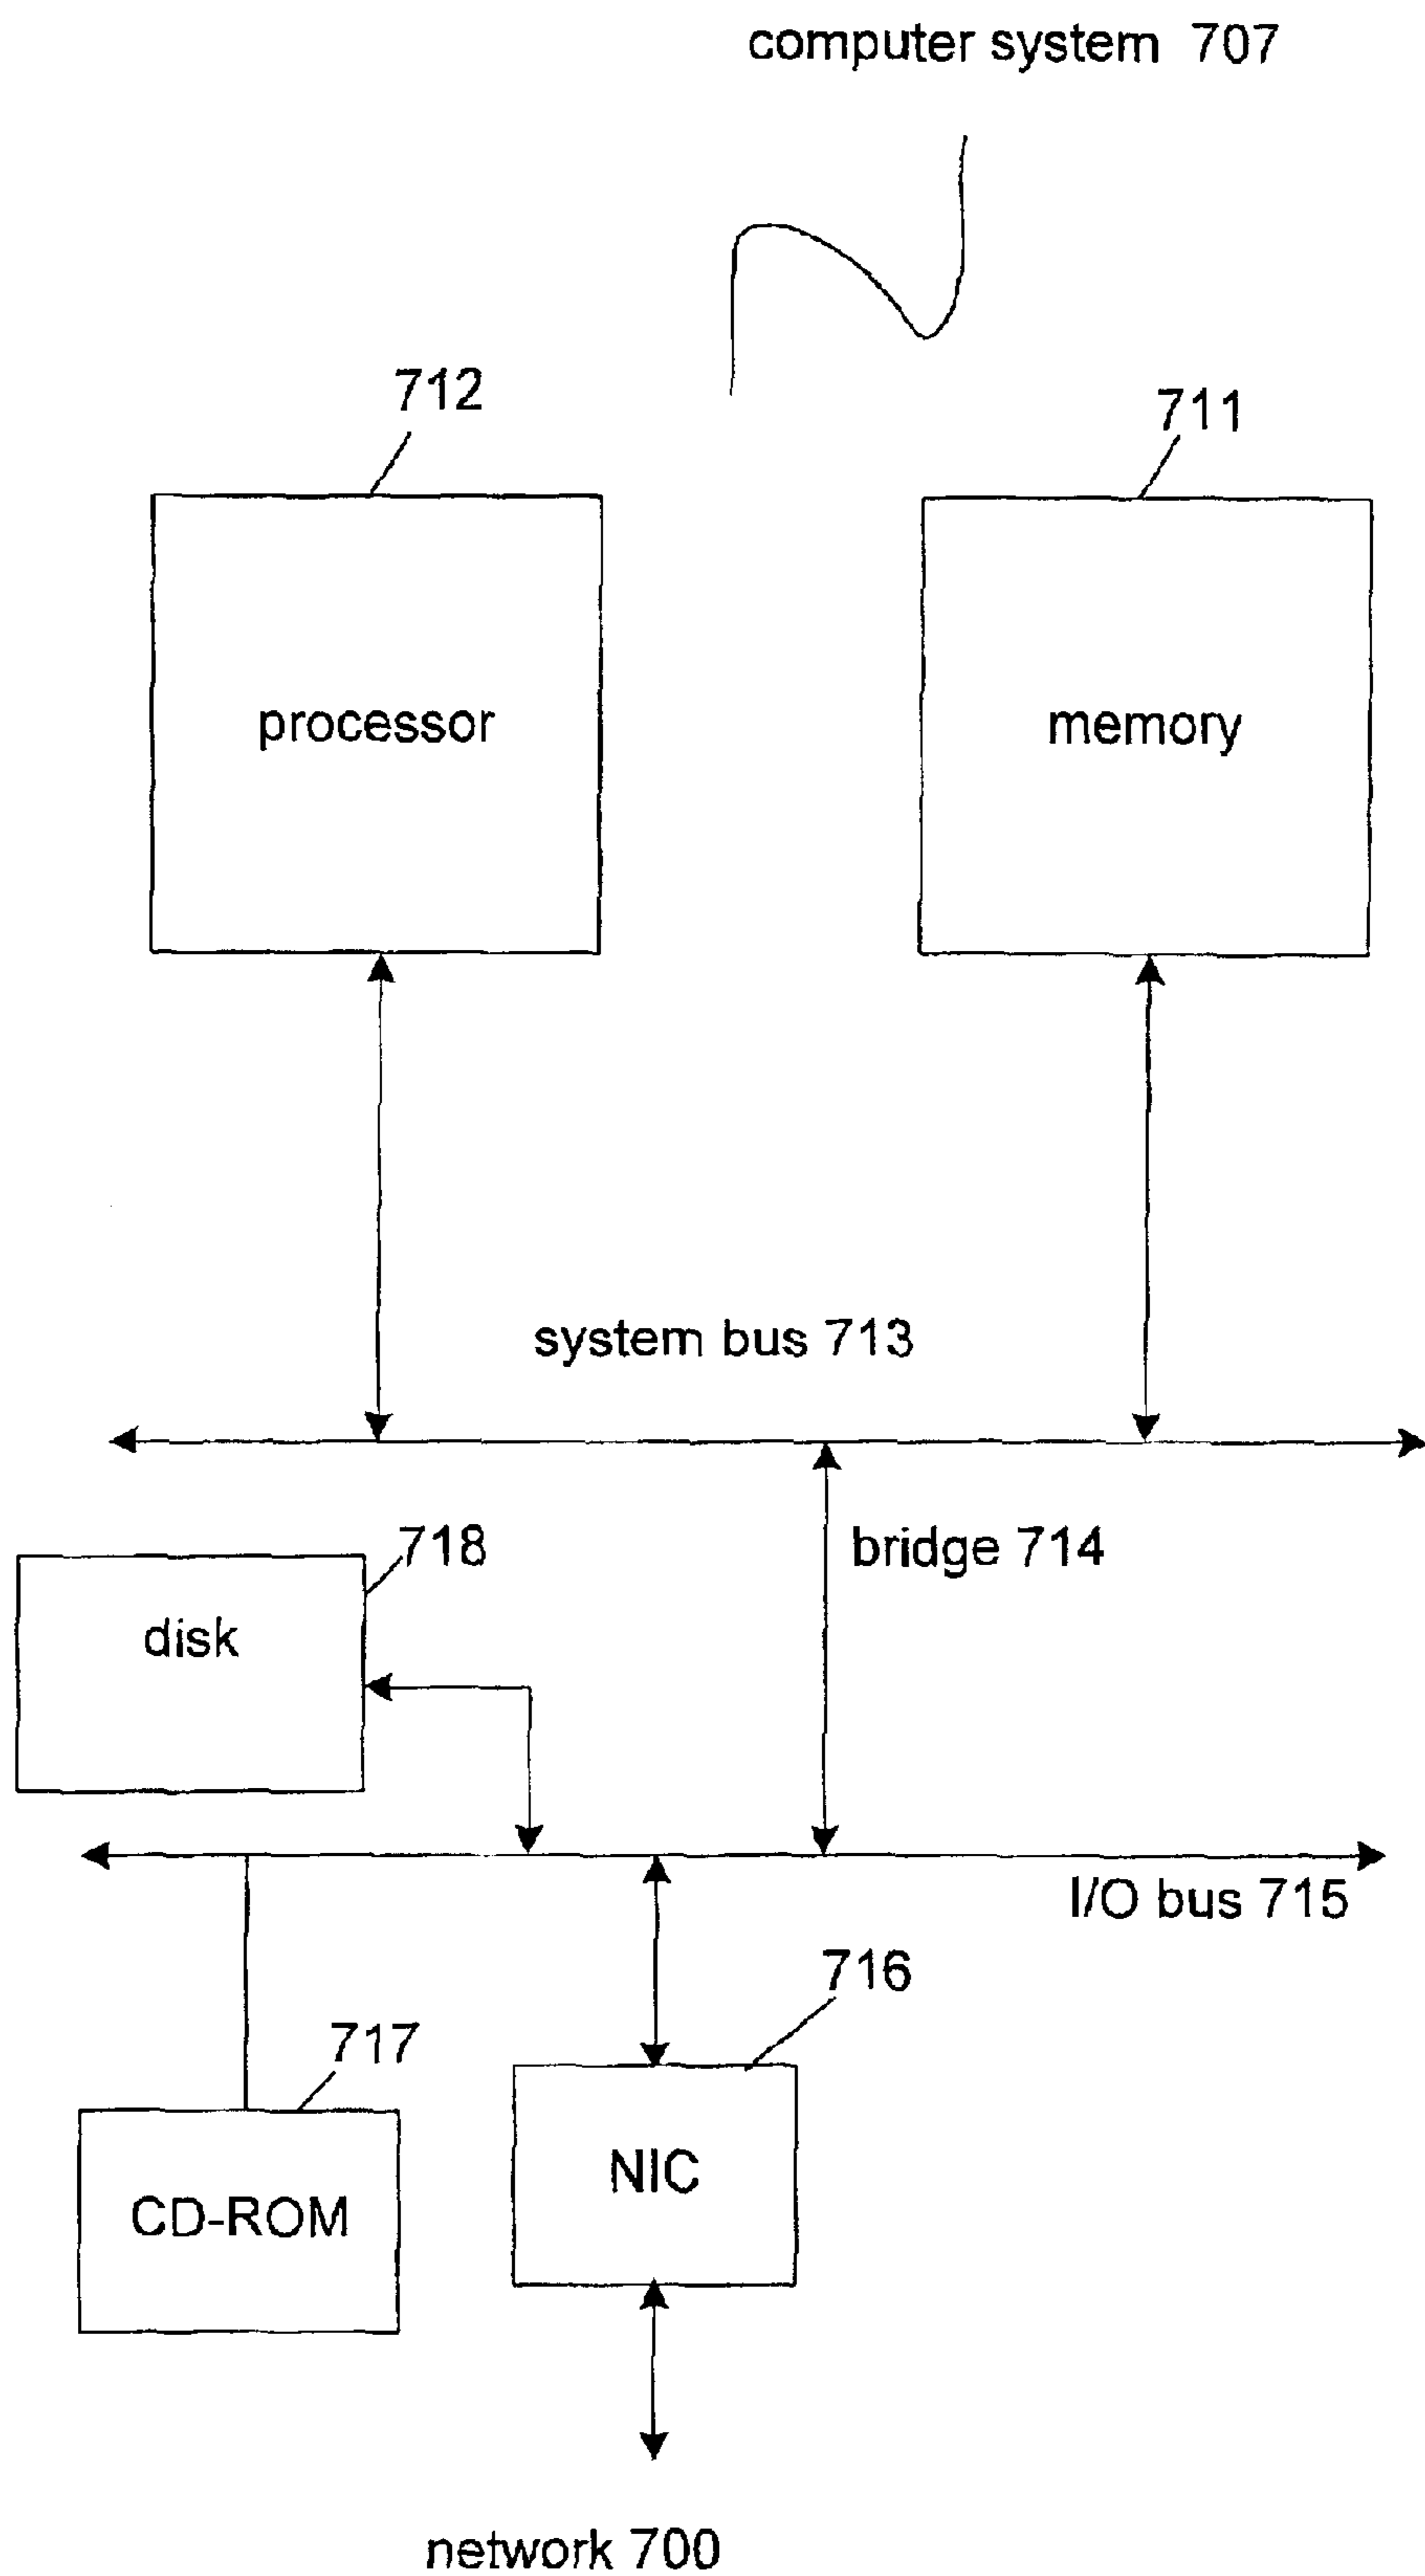 computer system 707
712
711
processor
memory
system bus 713
718
bridge 714
disk
I/O bus 715
716
717
NIC
CD-ROM
network 700